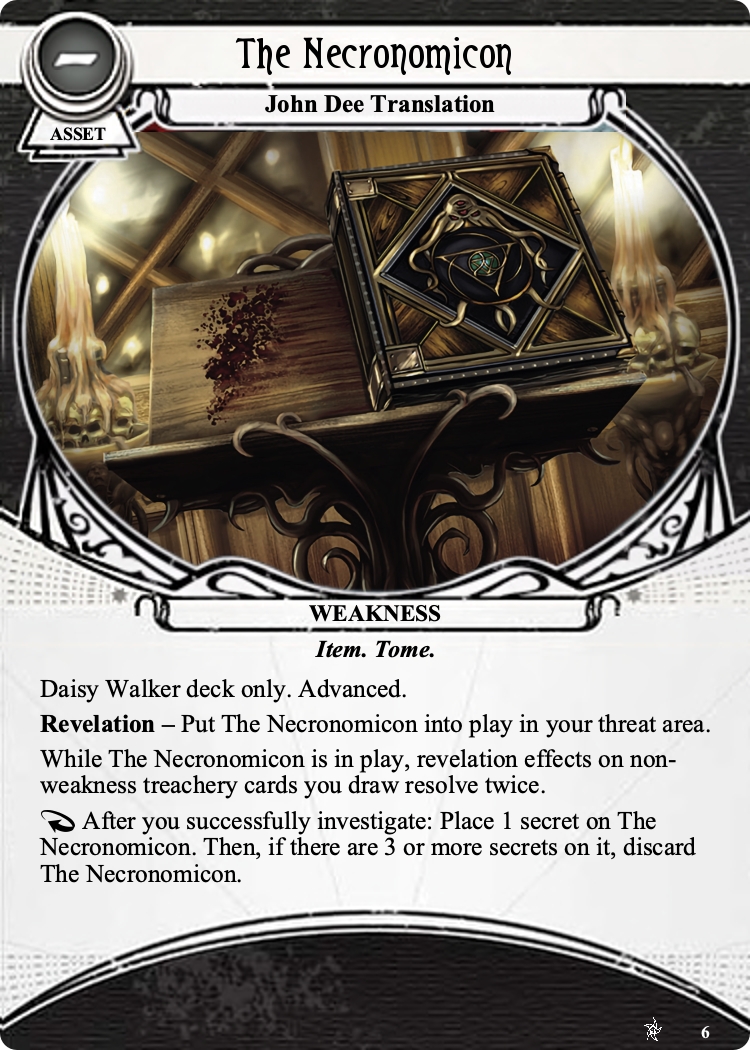 The Necronomicon
John Dee Translation
–
ASSET
WEAKNESS
Item. Tome.
Daisy Walker deck only. Advanced.
Revelation – Put The Necronomicon into play in your threat area.
While The Necronomicon is in play, revelation effects on non-
weakness treachery cards you draw resolve twice.
After you successfully investigate: Place 1 secret on The
Necronomicon. Then, if there are 3 or more secrets on it, discard
The Necronomicon.
6